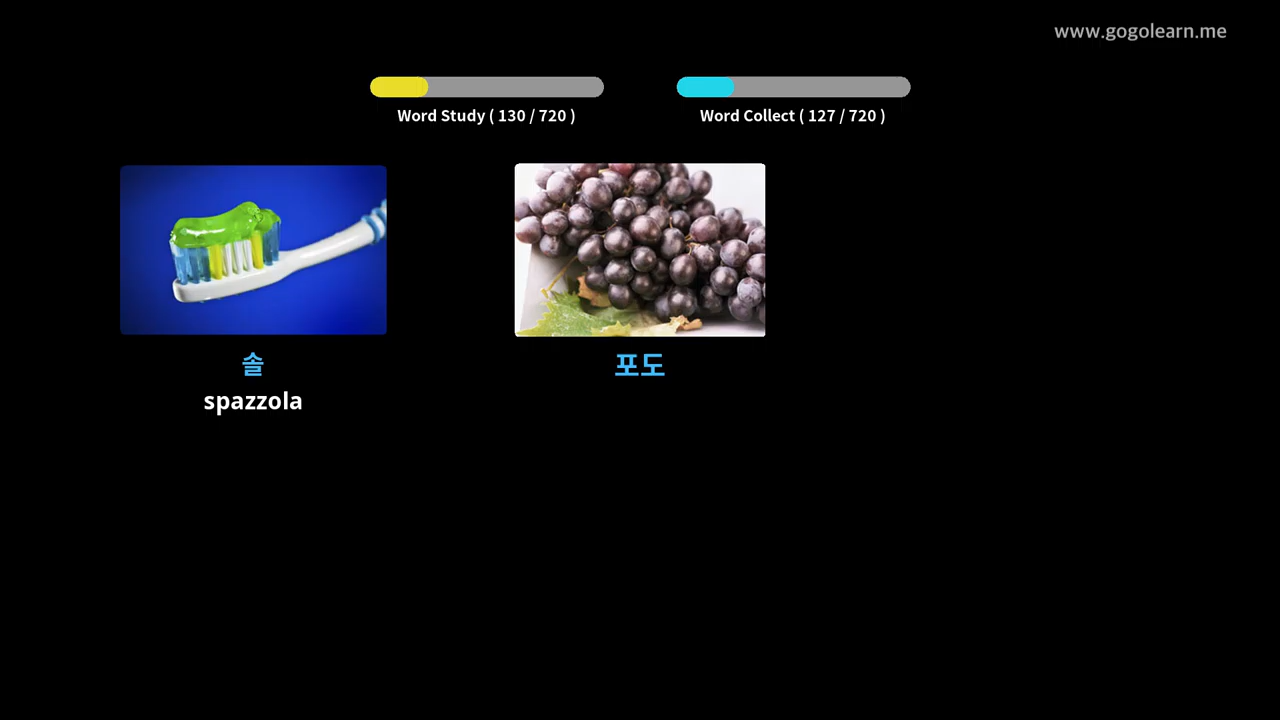 www.gogolearn.me
Word Study ( 130 / 720 )
Word Collect ( 127 / 720 )
솔
spazzola
포도